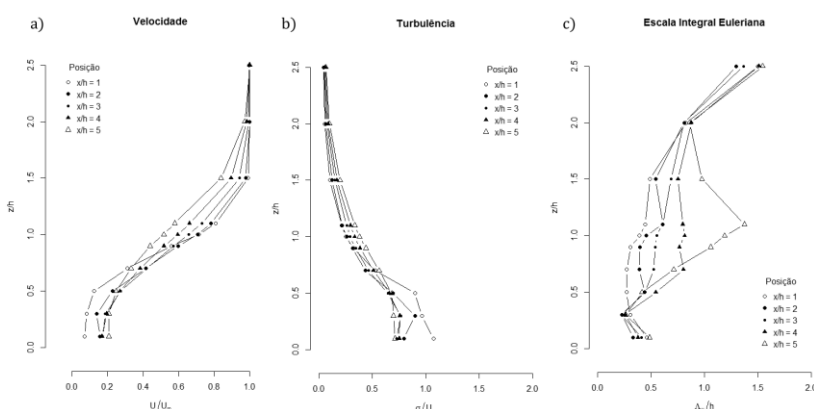 a)
Velocidade
Posição
x/h = 1
x/h = 2
x/h = 3
x/h = 4
x/h = 5
z/h
2.5
2.0
1.5
1.0
0.5
0.0
0.0 0.2 0.4 0.6 0.8 1.0
b)
Turbulência
Posição
x/h = 1
x/h = 2
x/h = 3
x/h = 4
x/h = 5
z/h
2.5
2.0
1.5
1.0
0.5
0.0
0.0 0.5 1.0 1.5 2.0
c)
Escala Integral Euleriana
z/h
2.5
2.0
1.5
1.0
0.5
0.0
Posição
x/h = 1
x/h = 2
x/h = 3
x/h = 4
x/h = 5
0.0 0.5 1.0 1.5 2.0